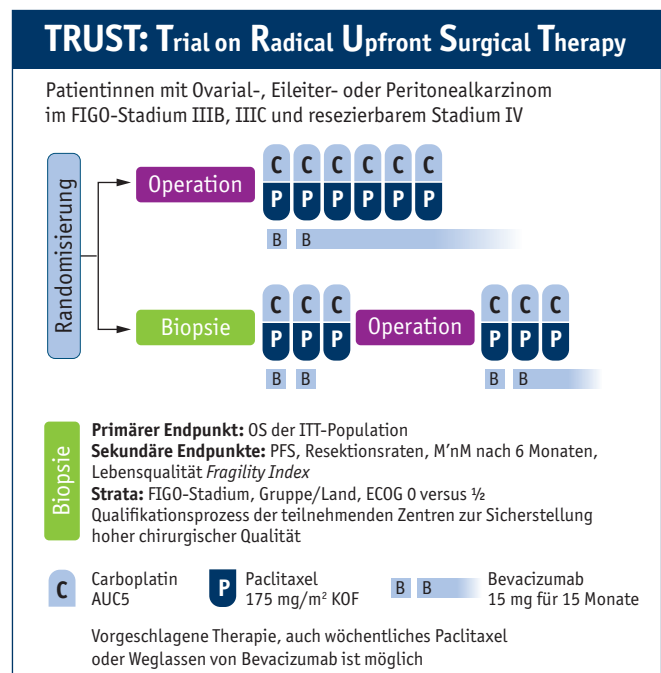 TRUST: Trial on Radical Upfront Surgical Therapy
Patientinnen mit Ovarial-, Eileiter- oder Peritonealkarzinom
im FIGO-Stadium IIIB, IIIC und resezierbarem Stadium IV
Randomisierung
Operation
C C C C C C
P P P P P P
B B
Biopsie
C C C
P P P
B B
Operation
C C C
P P P
B B
Biopsie
Primärer Endpunkt: OS der ITT-Population
Sekundäre Endpunkte: PFS, Resektionsraten, M’nM nach 6 Monaten,
Lebensqualität Fragility Index
Strata: FIGO-Stadium, Gruppe/Land, ECOG 0 versus ½
Qualifikationsprozess der teilnehmenden Zentren zur Sicherstellung
hoher chirurgischer Qualität
C
Carboplatin
AUC5
P
Paclitaxel
175 mg/m² KOF
B B
Bevacizumab
15 mg für 15 Monate
Vorgeschlagene Therapie, auch wöchentliches Paclitaxel
oder Weglassen von Bevacizumab ist möglich